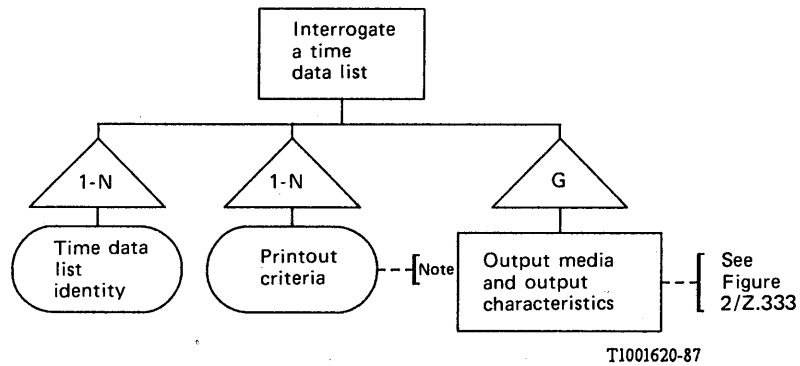 Interrogate
a time
data list
1-N
1-N
G
Time data
list
identity
Printout
criteria
Note
Output media
and output
characteristics
See
Figure
2/Z.333
T1001620-87